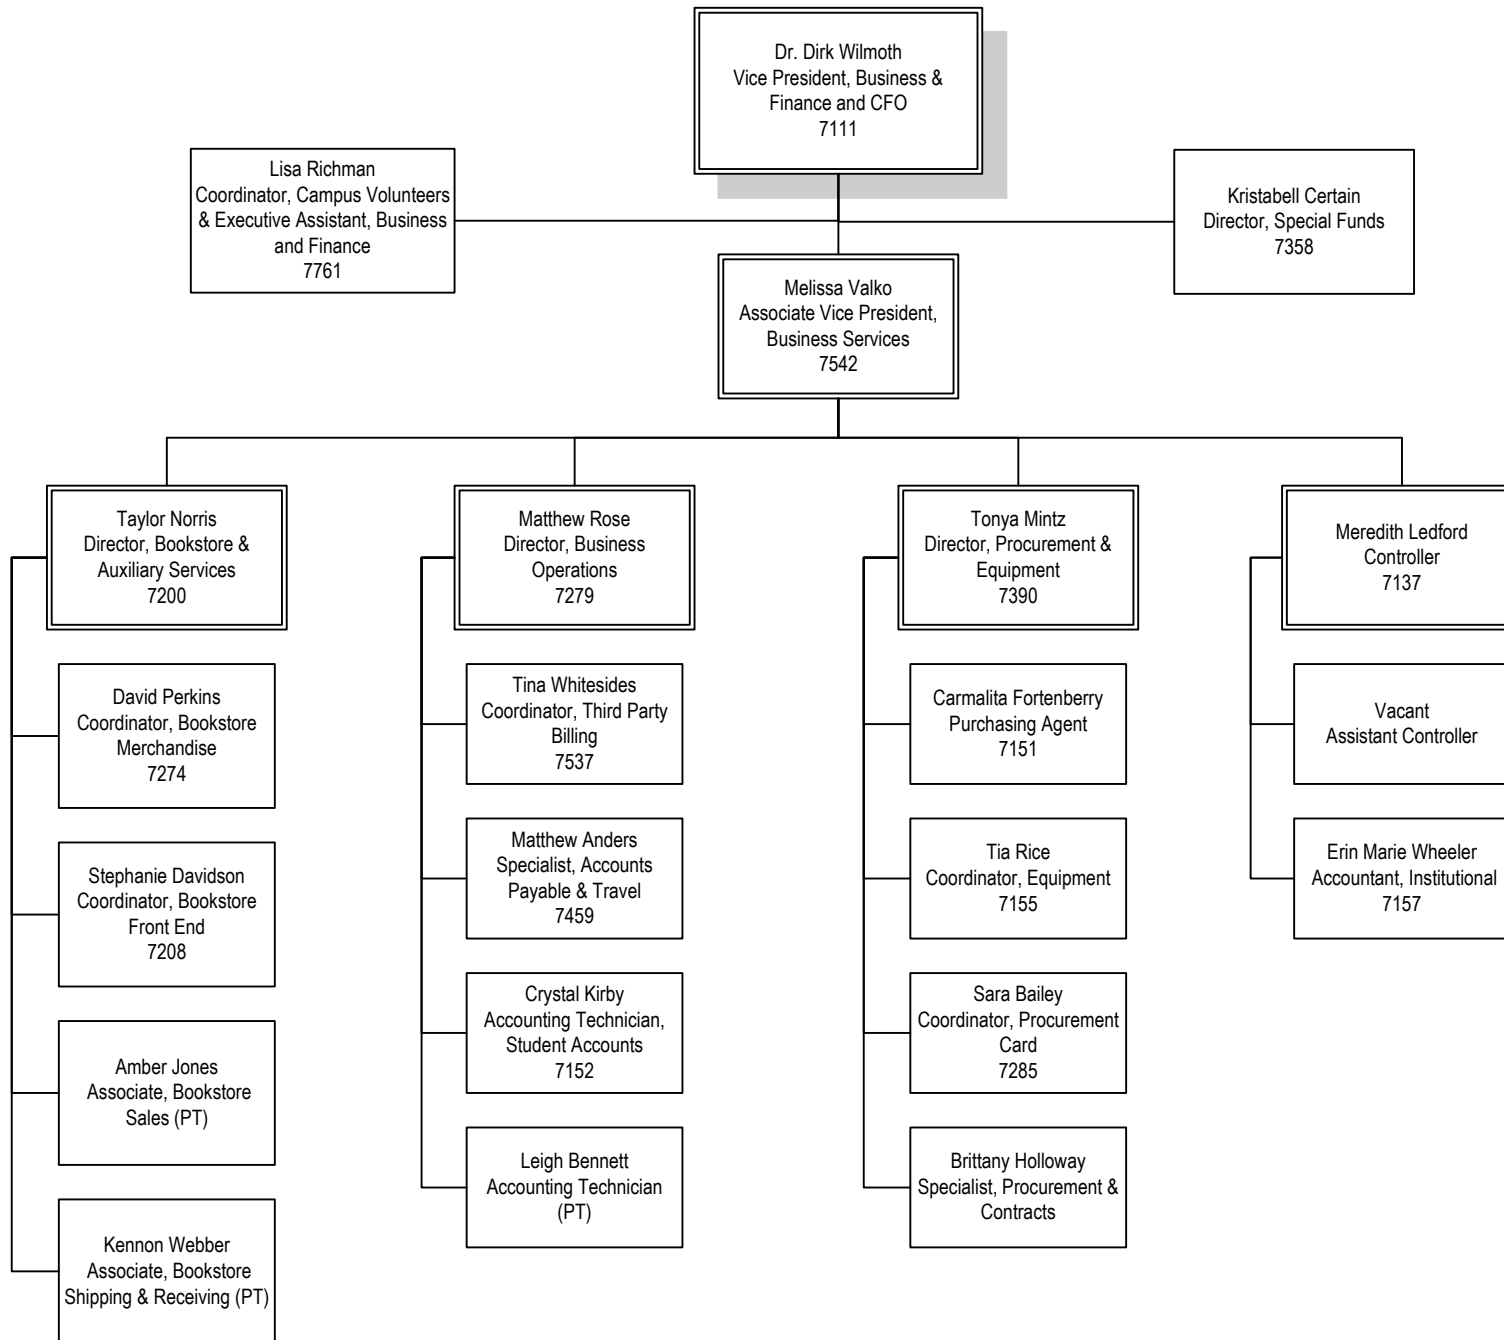 Dr. Dirk Wilmoth
Vice President, Business &
Finance and CFO
7111
Lisa Richman
Coordinator, Campus Volunteers
& Executive Assistant, Business
and Finance
7761
Kristabell Certain
Director, Special Funds
7358
Melissa Valko
Associate Vice President,
Business Services
7542
Taylor Norris
Director, Bookstore &
Auxiliary Services
7200
David Perkins
Coordinator, Bookstore
Merchandise
7274
Stephanie Davidson
Coordinator, Bookstore
Front End
7208
Amber Jones
Associate, Bookstore
Sales (PT)
Kennon Webber
Associate, Bookstore
Shipping & Receiving (PT)
Matthew Rose
Director, Business
Operations
7279
Tina Whitesides
Coordinator, Third Party
Billing
7537
Matthew Anders
Specialist, Accounts
Payable & Travel
7459
Crystal Kirby
Accounting Technician,
Student Accounts
7152
Leigh Bennett
Accounting Technician
(PT)
Tonya Mintz
Director, Procurement &
Equipment
7390
Carmalita Fortenberry
Purchasing Agent
7151
Tia Rice
Coordinator, Equipment
7155
Sara Bailey
Coordinator, Procurement
Card
7285
Brittany Holloway
Specialist, Procurement &
Contracts
Meredith Ledford
Controller
7137
Vacant
Assistant Controller
Erin Marie Wheeler
Accountant, Institutional
7157